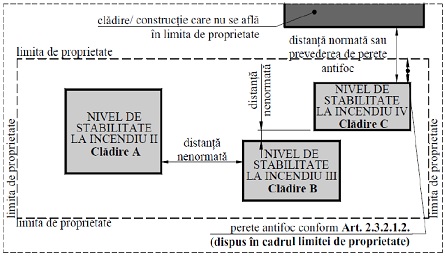 clădire/ construcție care nu se află
în limita de proprietate
distanță normată sau
prevederea de perete
antifoc
limita de proprietate
limita de proprietate
limita de proprietate
NIVEL DE
STABILITATE
LA INCENDIU II
Clădire A
distanță
nenormată
distanță
nenormată
NIVEL DE
STABILITATE
LA INCENDIU IV
Clădire C
NIVEL DE
STABILITATE
LA INCENDIU III
Clădire B
limita de proprietate
perete antifoc conform Art. 2.3.2.1.2.
(dispus în cadrul limitei de proprietate)